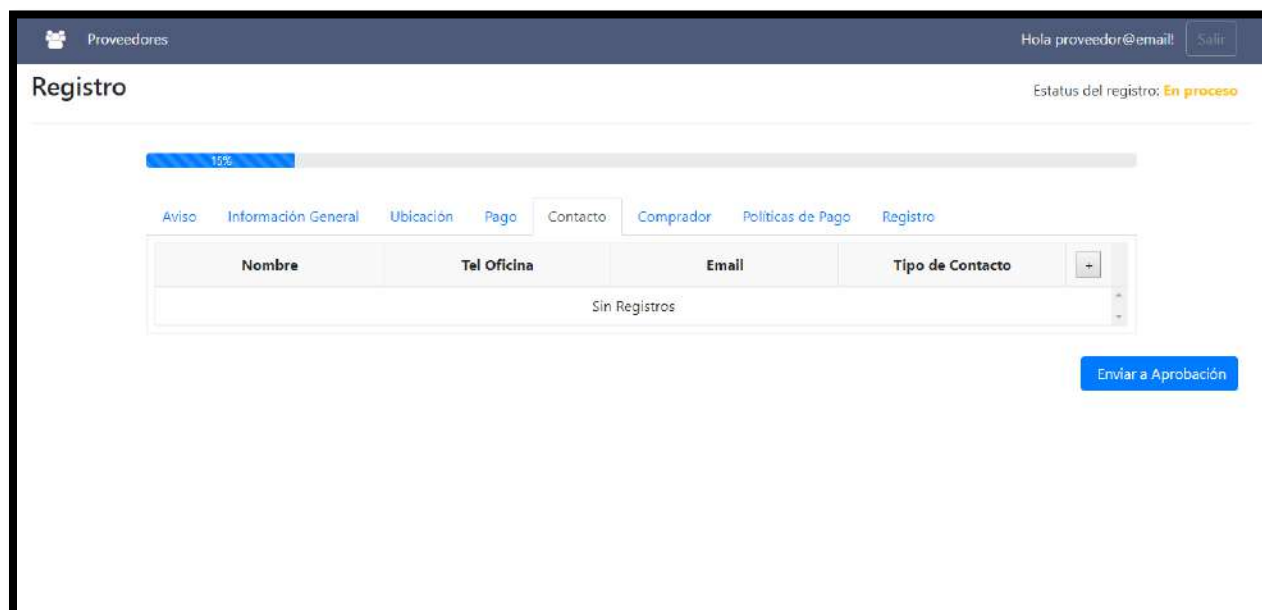 Proveedores Hola proveedor@email! Salir
Registro Estatus del registro: En proceso
15%
Aviso Información General Ubicación Pago Contacto Comprador Políticas de Pago Registro
Nombre Tel Oficina Email Tipo de Contacto +
Sin Registros
Enviar a Aprobación